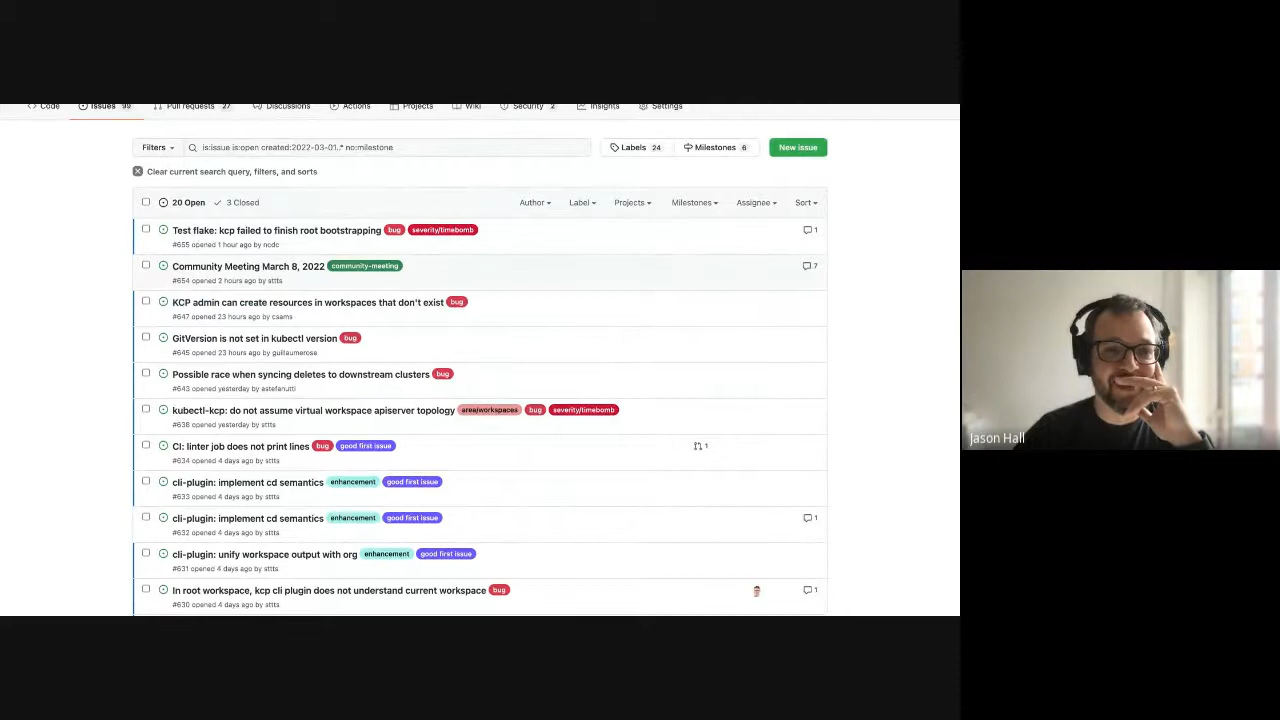 Code Issues 99 Pull requests 27 Discussions Actions Projects Wiki Security 2 Insights Settings
Filters is:issue is:open created:2022-03-01..* no:milestone Labels 24 Milestones 6 New issue
Clear current search query, filters, and sorts
20 Open 3 Closed Author Label Projects Milestones Assignee Sort
Test flake: kcp failed to finish root bootstrapping bug severity/timebomb 1
#655 opened 1 hour ago by ncdc
Community Meeting March 8, 2022 community-meeting 7
#654 opened 2 hours ago by sttts
KCP admin can create resources in workspaces that don't exist bug
#647 opened 23 hours ago by csams
GitVersion is not set in kubectl version bug
#645 opened 23 hours ago by guillaumerose
Possible race when syncing deletes to downstream clusters bug
#643 opened yesterday by astefanutti
kubectl-kcp: do not assume virtual workspace apiserver topology area/workspaces bug severity/timebomb
#638 opened yesterday by sttts
CI: linter job does not print lines bug good first issue 1
#634 opened 4 days ago by sttts
cli-plugin: implement cd semantics enhancement good first issue
#633 opened 4 days ago by sttts
cli-plugin: implement cd semantics enhancement good first issue 1
#632 opened 4 days ago by sttts
cli-plugin: unify workspace output with org enhancement good first issue
#631 opened 4 days ago by sttts
In root workspace, kcp cli plugin does not understand current workspace bug 1
#630 opened 4 days ago by sttts
Jason Hall